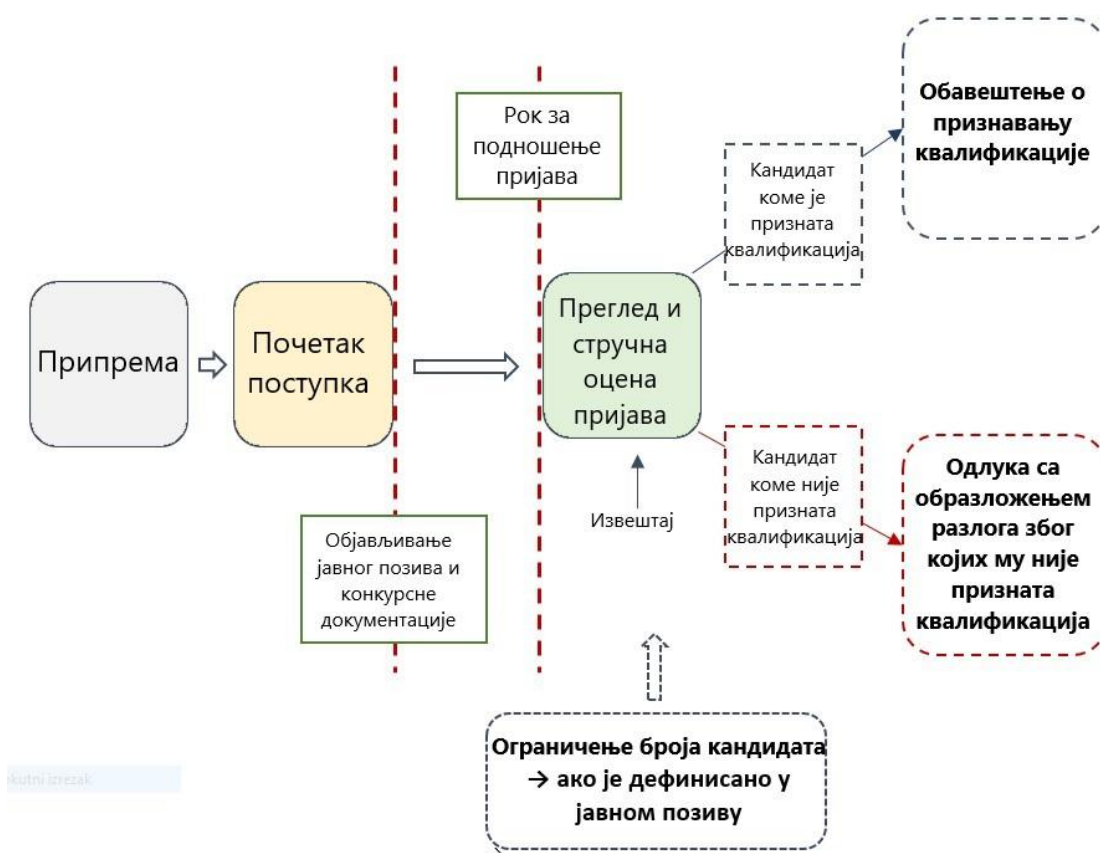 Припрема
Почетак
поступка
Објављивање
јавног позива и
конкурсне
документације
Рок за
подношење
пријава
Преглед и
стручна
оцена
пријава
Извештај
Кандидат
коме је
призната
квалификација
Обавештење о
признавању
квалификације
Кандидат
коме није
призната
квалификација
Одлука са
образложењем
разлога због
којих му није
призната
квалификација
Ограничење броја кандидата
→ ако је дефинисано у
јавном позиву
izrezak